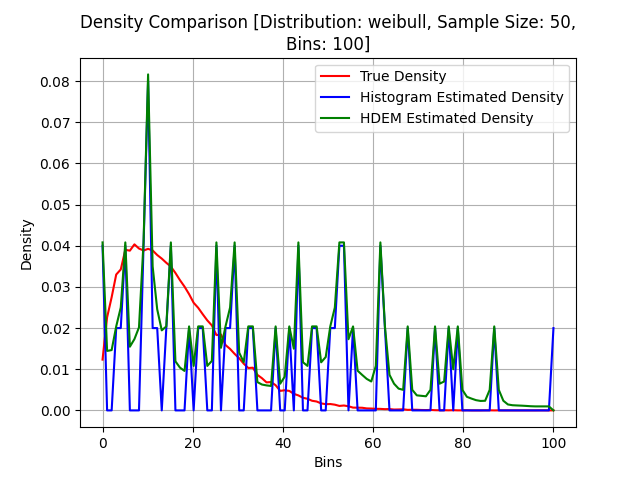 Density Comparison [Distribution: weibull, Sample Size: 50,
Bins: 100]
True Density
Histogram Estimated Density
HDEM Estimated Density
Density
0.08
0.07
0.06
0.05
0.04
0.03
0.02
0.01
0.00
0 20 40 60 80 100
Bins